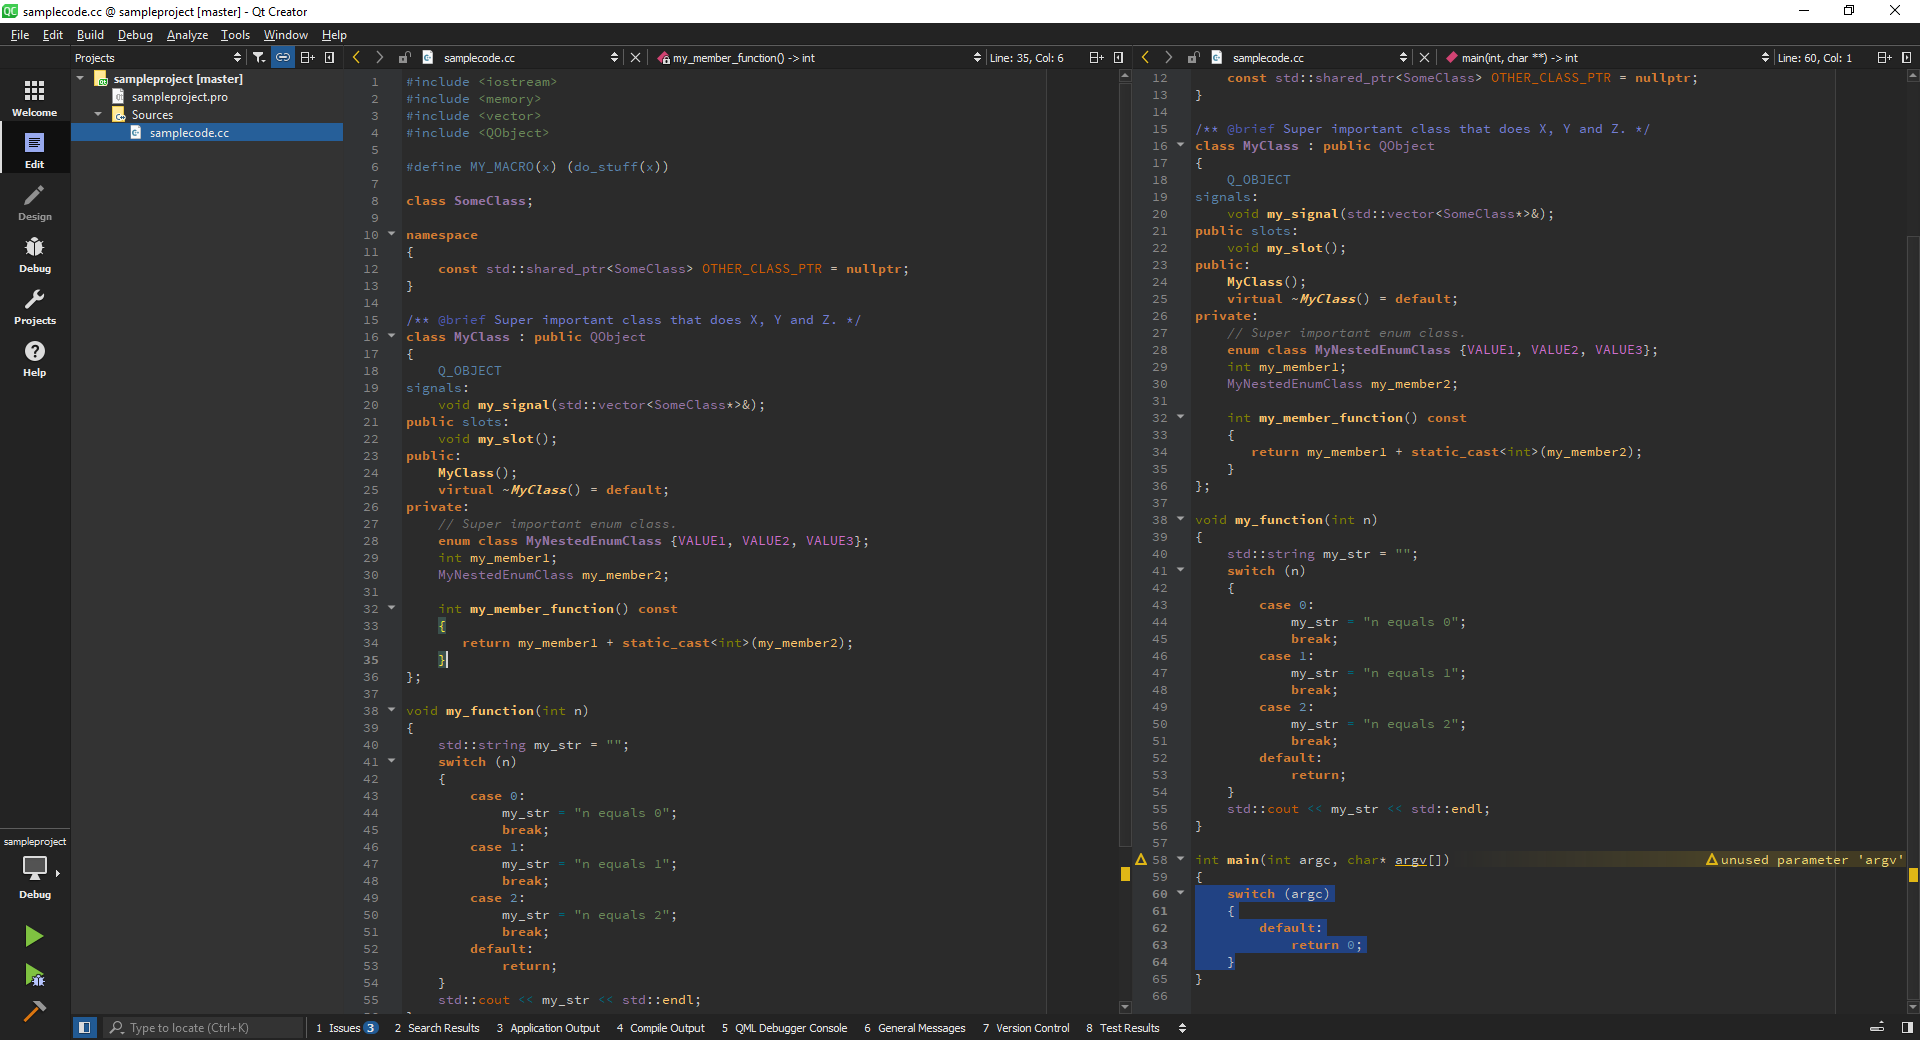 samplecode.cc @ sampleproject [master] - Qt Creator
File Edit Build Debug Analyze Tools Window Help
Projects
samplecode.cc
my_member_function() -> int
Line: 35, Col: 6
samplecode.cc
main(int, char **) -> int
Line: 60, Col: 1
Welcome
Edit
Design
Debug
Projects
Help
sampleproject
Debug
sampleproject [master]
sampleproject.pro
Sources
samplecode.cc
1 #include <iostream>
2 #include <memory>
3 #include <vector>
4 #include <QObject>
5
6 #define MY_MACRO(x) (do_stuff(x))
7
8 class SomeClass;
9
10 namespace
11 {
12 const std::shared_ptr<SomeClass> OTHER_CLASS_PTR = nullptr;
13 }
14
15 /** @brief Super important class that does X, Y and Z. */
16 class MyClass : public QObject
17 {
18 Q_OBJECT
19 signals:
20 void my_signal(std::vector<SomeClass*>&);
21 public slots:
22 void my_slot();
23 public:
24 MyClass();
25 virtual ~MyClass() = default;
26 private:
27 // Super important enum class.
28 enum class MyNestedEnumClass {VALUE1, VALUE2, VALUE3};
29 int my_member1;
30 MyNestedEnumClass my_member2;
31
32 int my_member_function() const
33 {
34 return my_member1 + static_cast<int>(my_member2);
35 }
36 };
37
38 void my_function(int n)
39 {
40 std::string my_str = "";
41 switch (n)
42 {
43 case 0:
44 my_str = "n equals 0";
45 break;
46 case 1:
47 my_str = "n equals 1";
48 break;
49 case 2:
50 my_str = "n equals 2";
51 break;
52 default:
53 return;
54 }
55 std::cout << my_str << std::endl;
12 const std::shared_ptr<SomeClass> OTHER_CLASS_PTR = nullptr;
13 }
14
15 /** @brief Super important class that does X, Y and Z. */
16 class MyClass : public QObject
17 {
18 Q_OBJECT
19 signals:
20 void my_signal(std::vector<SomeClass*>&);
21 public slots:
22 void my_slot();
23 public:
24 MyClass();
25 virtual ~MyClass() = default;
26 private:
27 // Super important enum class.
28 enum class MyNestedEnumClass {VALUE1, VALUE2, VALUE3};
29 int my_member1;
30 MyNestedEnumClass my_member2;
31
32 int my_member_function() const
33 {
34 return my_member1 + static_cast<int>(my_member2);
35 }
36 };
37
38 void my_function(int n)
39 {
40 std::string my_str = "";
41 switch (n)
42 {
43 case 0:
44 my_str = "n equals 0";
45 break;
46 case 1:
47 my_str = "n equals 1";
48 break;
49 case 2:
50 my_str = "n equals 2";
51 break;
52 default:
53 return;
54 }
55 std::cout << my_str << std::endl;
56 }
57
58 int main(int argc, char* argv[]) unused parameter 'argv'
59 {
60 switch (argc)
61 {
62 default:
63 return 0;
64 }
65 }
66
Type to locate (Ctrl+K) 1 Issues 3 2 Search Results 3 Application Output 4 Compile Output 5 QML Debugger Console 6 General Messages 7 Version Control 8 Test Results